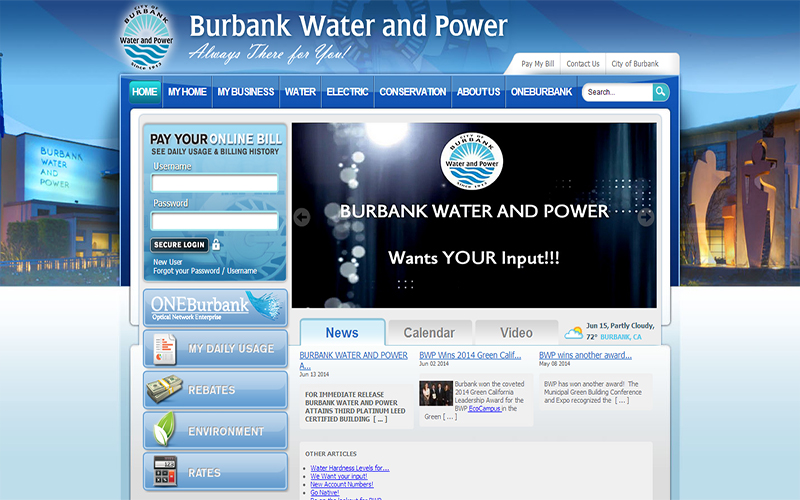 CITY OF BURBANK
Water and Power
Since 1913
Burbank Water and Power
Always There for You!
Pay My Bill
Contact Us
City of Burbank
HOME
MY HOME
MY BUSINESS
WATER
ELECTRIC
CONSERVATION
ABOUT US
ONEBURBANK
Search...
BURBANK
WATER
AND
POWER
PAY YOUR ONLINE BILL
SEE DAILY USAGE & BILLING HISTORY
Username
Password
SECURE LOGIN
New User
Forgot your Password / Username
CITY OF BURBANK
Water and Power
SINCE 1913
BURBANK WATER AND POWER
Wants YOUR Input!!!
ONEBurbank
Optical Network Enterprise
MY DAILY USAGE
REBATES
ENVIRONMENT
RATES
News
Calendar
Video
Jun 15, Partly Cloudy,
72° BURBANK, CA
BURBANK WATER AND POWER
A...
Jun 13 2014
FOR IMMEDIATE RELEASE
BURBANK WATER AND POWER
ATTAINS THIRD PLATINUM LEED
CERTIFIED BUILDING [ ... ]
BWP Wins 2014 Green Calif...
Jun 02 2014
Burbank won the coveted
2014 Green California
Leadership Award for the
BWP EcoCampus in the
Green [ ... ]
BWP wins another award...
May 08 2014
BWP has won another award! The
Municipal Green Building Conference
and Expo recognized the [ ... ]
OTHER ARTICLES
Water Hardness Levels for...
We Want your input!
New Account Numbers!
Go Native!